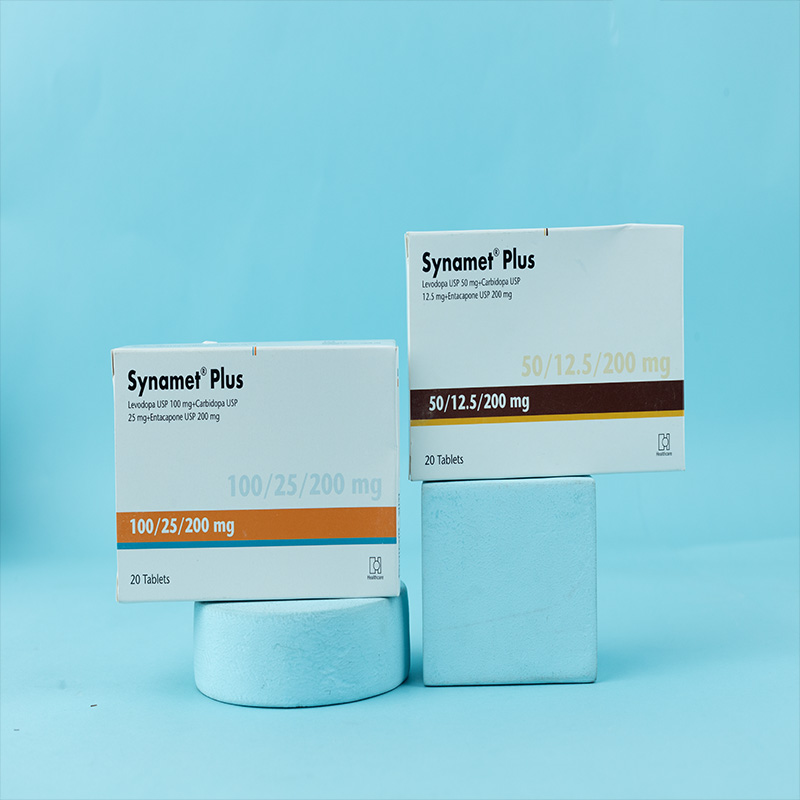 Synamet® Plus
Levodopa USP 100 mg+Carbidopa USP
25 mg+Entacapone USP 200 mg
100/25/200 mg
100/25/200 mg
20 Tablets
Healthcare
Synamet® Plus
Levodopa USP 50 mg+Carbidopa USP
12.5 mg+Entacapone USP 200 mg
50/12.5/200 mg
50/12.5/200 mg
20 Tablets
Healthcare